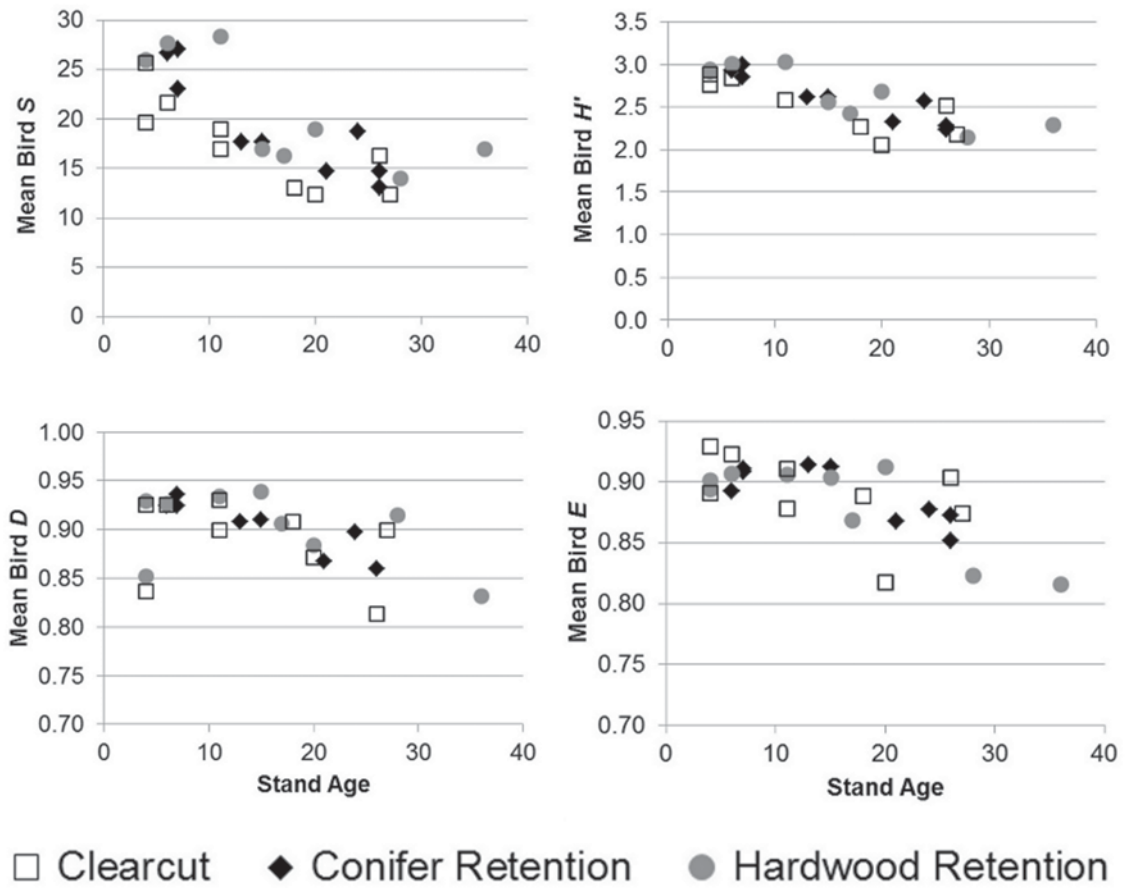 30
25
20
15
10
5
0
Mean Bird S
0 10 20 30 40
3.5
3.0
2.5
2.0
1.5
1.0
0.5
0.0
Mean Bird H'
0 10 20 30 40
1.00
0.95
0.90
0.85
0.80
0.75
0.70
Mean Bird D
0 10 20 30 40
Stand Age
0.95
0.90
0.85
0.80
0.75
0.70
Mean Bird E
0 10 20 30 40
Stand Age
Clearcut Conifer Retention Hardwood Retention